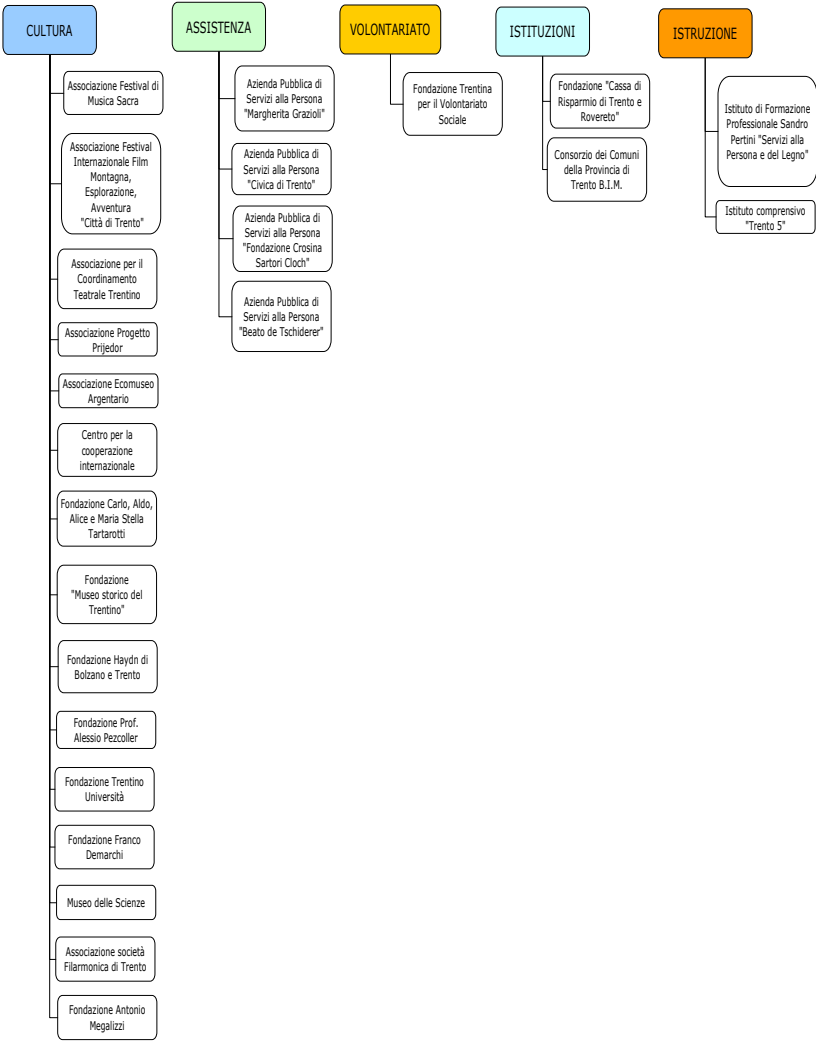 CULTURA
Associazione Festival di
Musica Sacra
Associazione Festival
Internazionale Film
Montagna,
Esplorazione,
Avventura
"Città di Trento"
Associazione per il
Coordinamento
Teatrale Trentino
Associazione Progetto
Prijedor
Associazione Ecomuseo
Argentario
Centro per la
cooperazione
internazionale
Fondazione Carlo, Aldo,
Alice e Maria Stella
Tartarotti
Fondazione
"Museo storico del
Trentino"
Fondazione Haydn di
Bolzano e Trento
Fondazione Prof.
Alessio Pezcoller
Fondazione Trentino
Università
Fondazione Franco
Demarchi
Museo delle Scienze
Associazione società
Filarmonica di Trento
Fondazione Antonio
Megalizzi
ASSISTENZA
Azienda Pubblica di
Servizi alla Persona
"Margherita Grazioli"
Azienda Pubblica di
Servizi alla Persona
"Civica di Trento"
Azienda Pubblica di
Servizi alla Persona
"Fondazione Crosina
Sartori Cloch"
Azienda Pubblica di
Servizi alla Persona
"Beato de Tschiderer"
VOLONTARIATO
Fondazione Trentina
per il Volontariato
Sociale
ISTITUZIONI
Fondazione "Cassa di
Risparmio di Trento e
Rovereto"
Consorzio dei Comuni
della Provincia di
Trento B.I.M.
ISTRUZIONE
Istituto di Formazione
Professionale Sandro
Pertini "Servizi alla
Persona e del Legno"
Istituto comprensivo
"Trento 5"